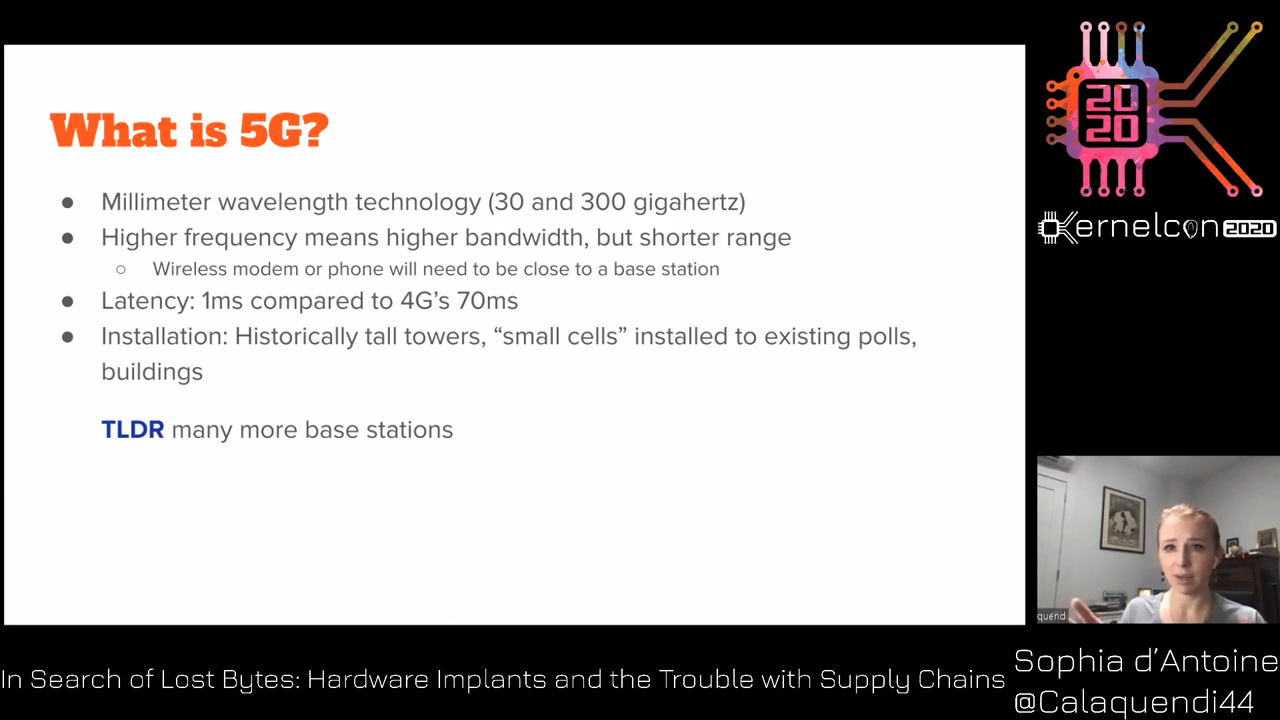 What is 5G?
● Millimeter wavelength technology (30 and 300 gigahertz)
● Higher frequency means higher bandwidth, but shorter range
○ Wireless modem or phone will need to be close to a base station
● Latency: 1ms compared to 4G’s 70ms
● Installation: Historically tall towers, “small cells” installed to existing polls,
buildings
TLDR many more base stations
20
20
Kernelcon 2020
quend
In Search of Lost Bytes: Hardware Implants and the Trouble with Supply Chains
Sophia d’Antoine
@Calaquendi44